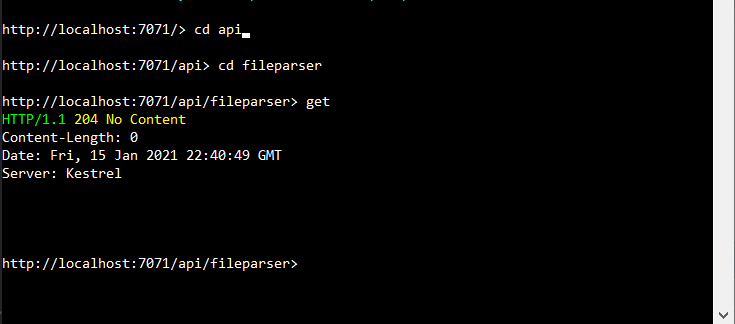 http://localhost:7071/> cd api
http://localhost:7071/api> cd fileparser
http://localhost:7071/api/fileparser> get
HTTP/1.1 204 No Content
Content-Length: 0
Date: Fri, 15 Jan 2021 22:40:49 GMT
Server: Kestrel
http://localhost:7071/api/fileparser>